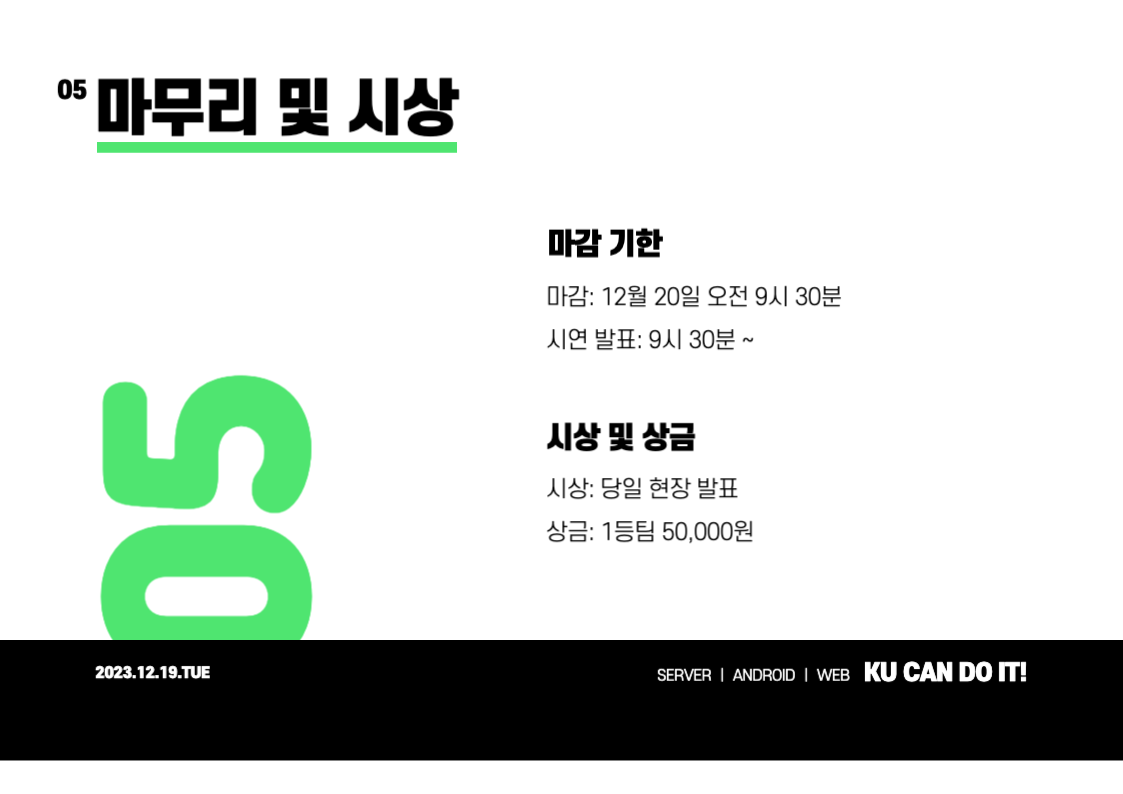 05 마무리 및 시상
마감 기한
마감: 12월 20일 오전 9시 30분
시연 발표: 9시 30분 ~
시상 및 상금
시상: 당일 현장 발표
상금: 1등팀 50,000원
05
2023.12.19.TUE
SERVER | ANDROID | WEB KU CAN DO IT!